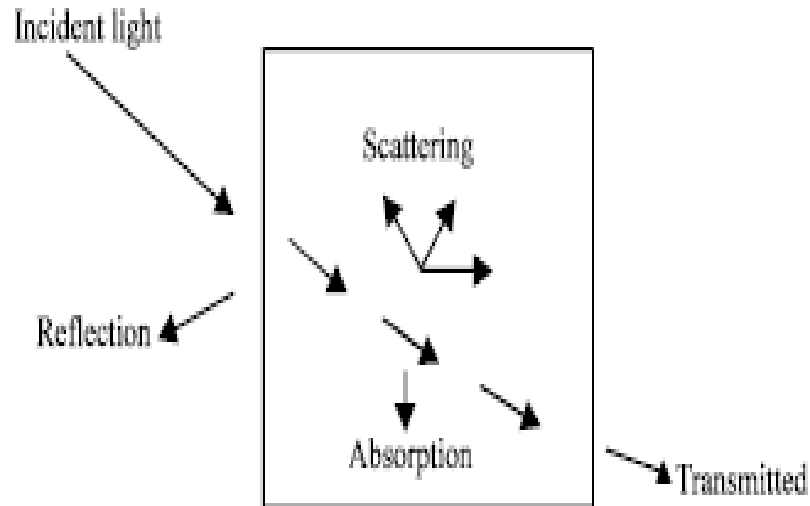 Incident light
Scattering
Reflection
Absorption
Transmitted